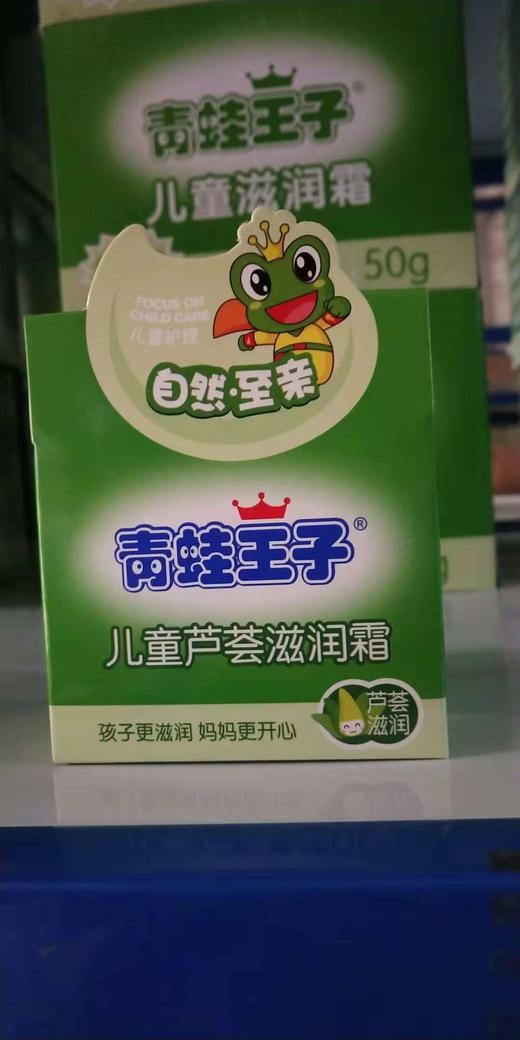 青蛙王子®
儿童滋润霜
50g
FOCUS ON
CHILD CARE
儿童护理
自然·至亲
青蛙王子®
儿童芦荟滋润霜
孩子更滋润 妈妈更开心
芦荟
滋润